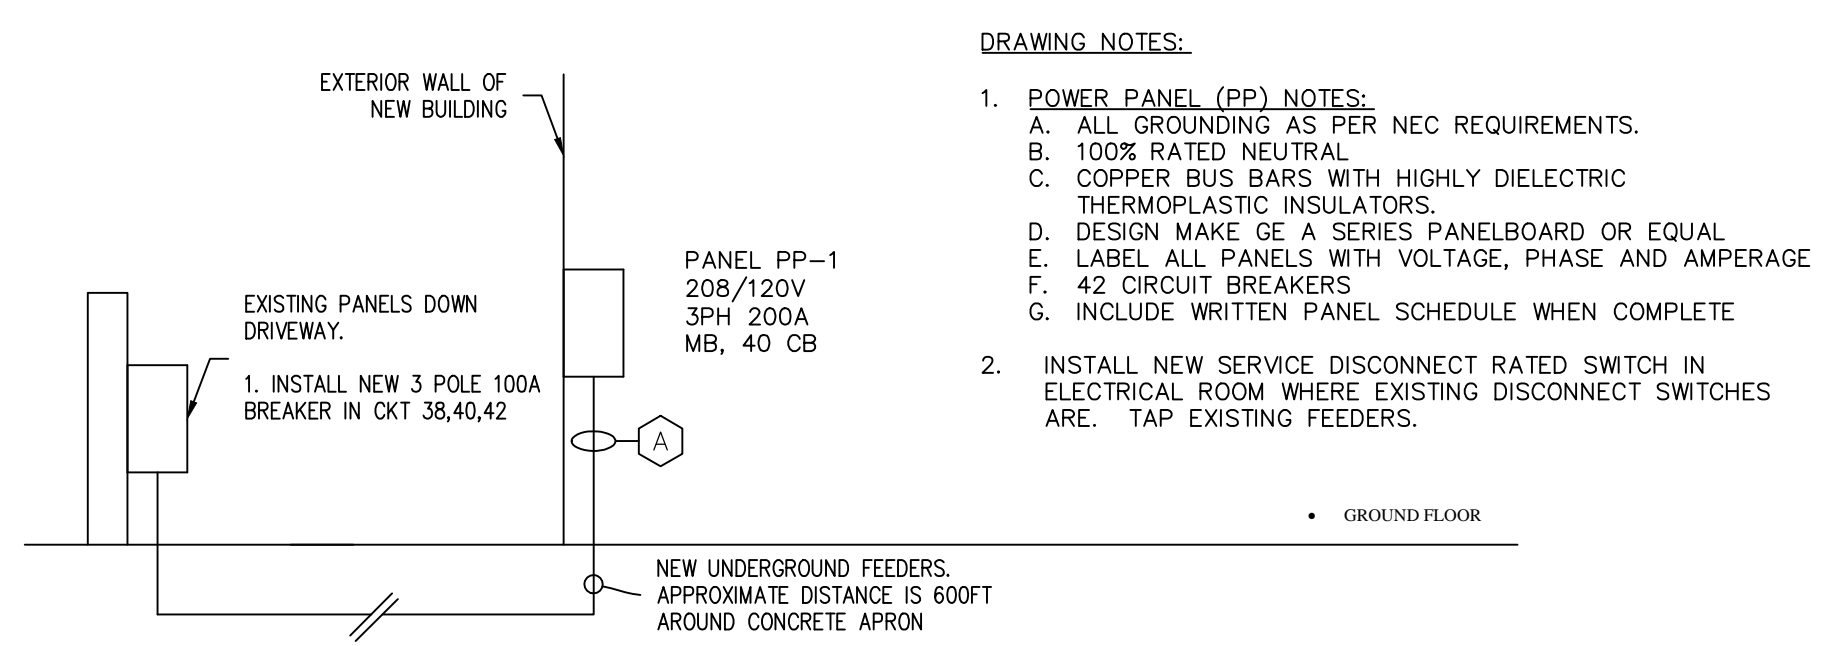 EXTERIOR WALL OF
NEW BUILDING
EXISTING PANELS DOWN
DRIVEWAY.
1. INSTALL NEW 3 POLE 100A
BREAKER IN CKT 38,40,42
PANEL PP-1
208/120V
3PH 200A
MB, 40 CB
A
NEW UNDERGROUND FEEDERS.
APPROXIMATE DISTANCE IS 600FT
AROUND CONCRETE APRON
DRAWING NOTES:
1. POWER PANEL (PP) NOTES:
A. ALL GROUNDING AS PER NEC REQUIREMENTS.
B. 100% RATED NEUTRAL
C. COPPER BUS BARS WITH HIGHLY DIELECTRIC
THERMOPLASTIC INSULATORS.
D. DESIGN MAKE GE A SERIES PANELBOARD OR EQUAL
E. LABEL ALL PANELS WITH VOLTAGE, PHASE AND AMPERAGE
F. 42 CIRCUIT BREAKERS
G. INCLUDE WRITTEN PANEL SCHEDULE WHEN COMPLETE
2. INSTALL NEW SERVICE DISCONNECT RATED SWITCH IN
ELECTRICAL ROOM WHERE EXISTING DISCONNECT SWITCHES
ARE. TAP EXISTING FEEDERS.
• GROUND FLOOR